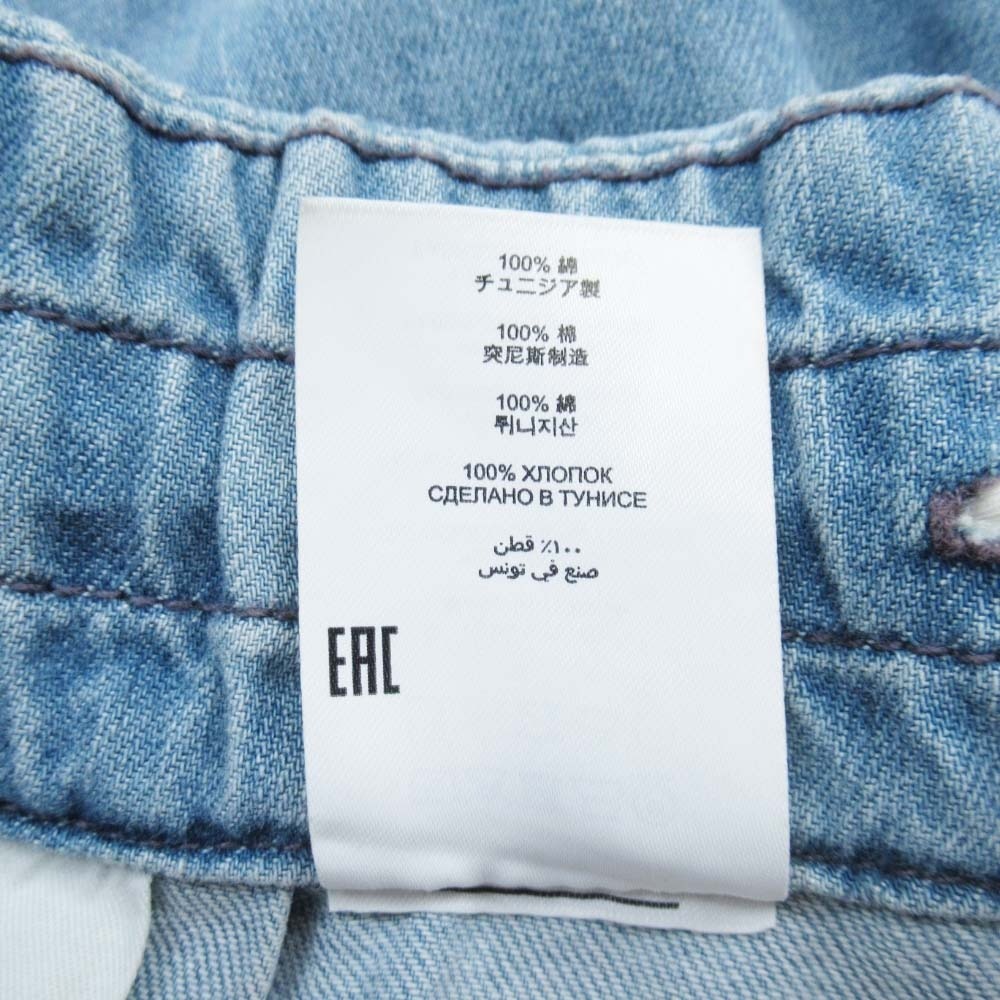 100% 綿
チュニジア製
100% 棉
突尼斯制造
100% 綿
튀니지산
100% ХЛОПОК
СДЕЛАНО В ТУНИСЕ
١٠٠٪ قطن
صنع في تونس
EAC